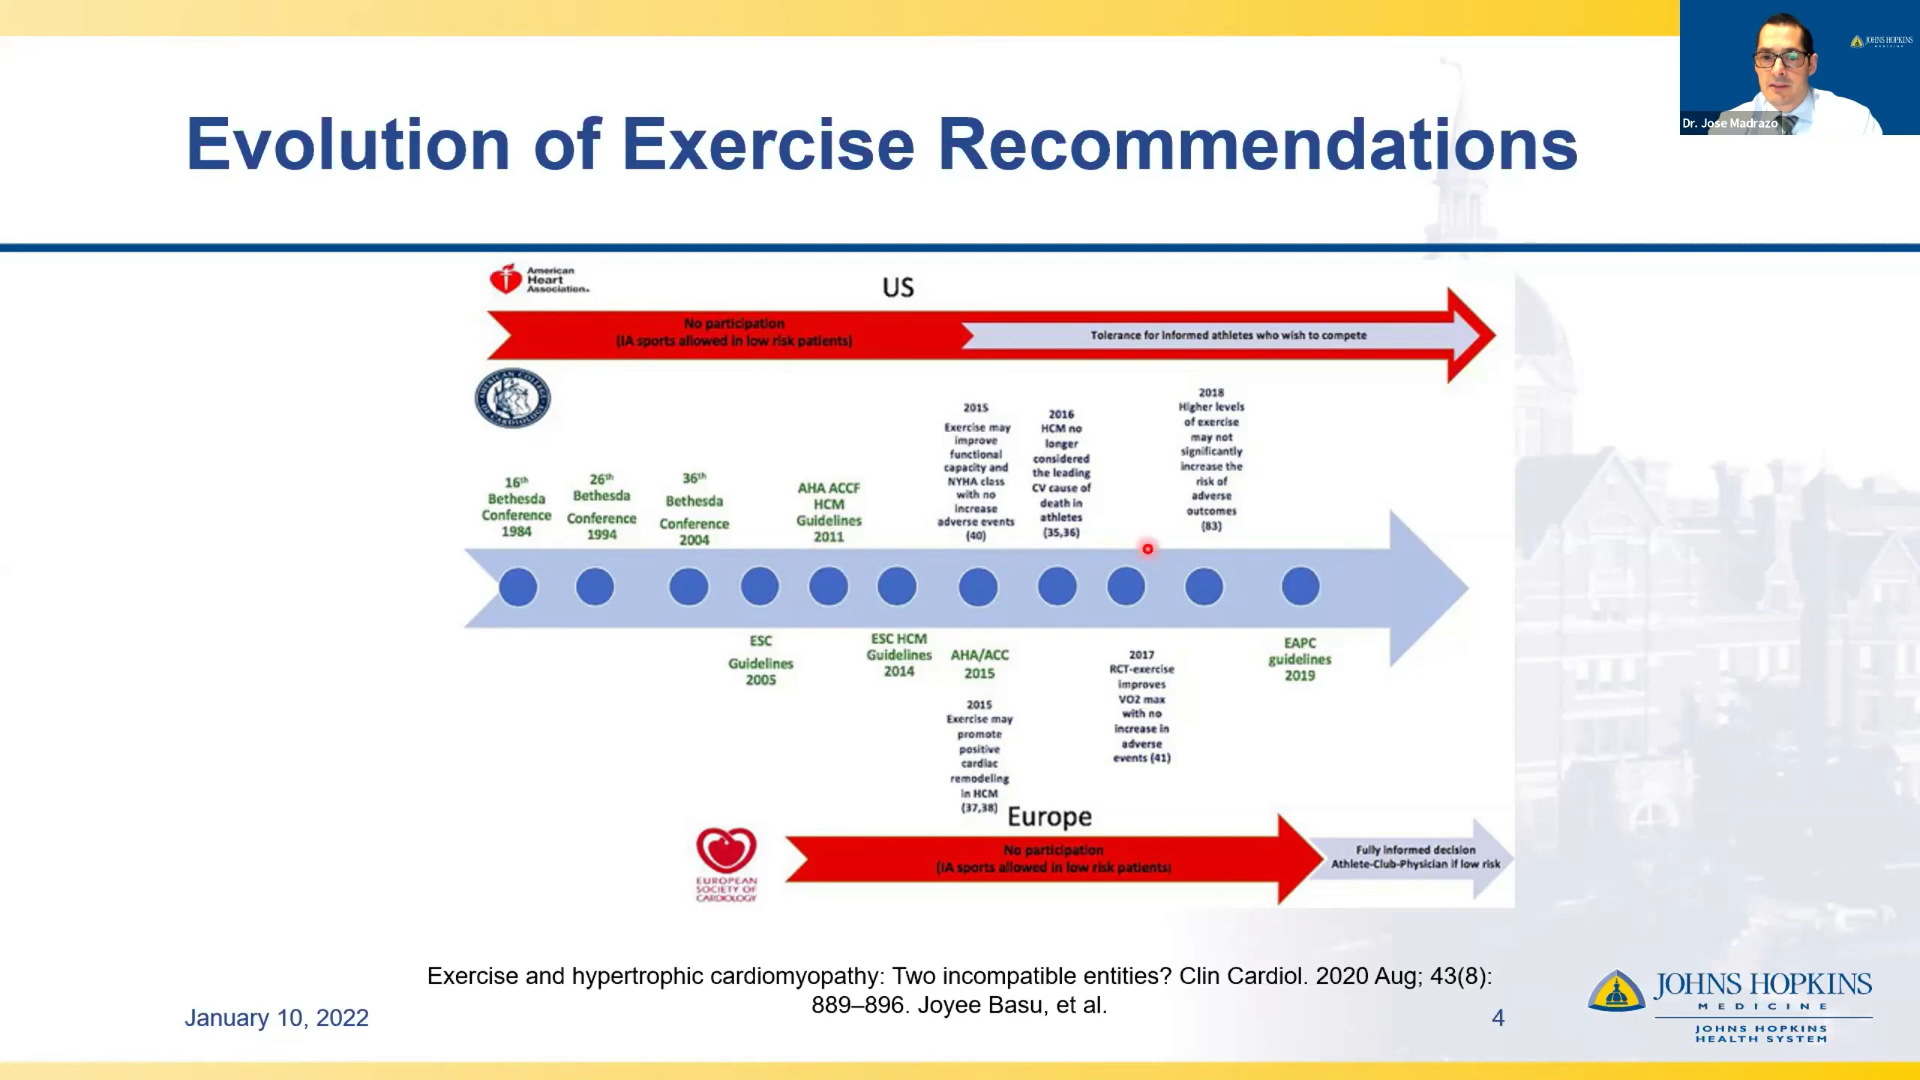 JOHNS HOPKINS
MEDICINE
Dr. Jose Madrazo
Evolution of Exercise Recommendations
American
Heart
Association®
US
No participation
(IA sports allowed in low risk patients)
Tolerance for informed athletes who wish to compete
AMERICAN COLLEGE OF CARDIOLOGY
16th
Bethesda
Conference
1984
26th
Bethesda
Conference
1994
36th
Bethesda
Conference
2004
AHA ACCF
HCM
Guidelines
2011
2015
Exercise may
improve
functional
capacity and
NYHA class
with no
increase
adverse events
(40)
2016
HCM no
longer
considered
the leading
CV cause of
death in
athletes
(35,36)
2018
Higher levels
of exercise
may not
significantly
increase the
risk of
adverse
outcomes
(83)
ESC
Guidelines
2005
ESC HCM
Guidelines
2014
AHA/ACC
2015
2015
Exercise may
promote
positive
cardiac
remodeling
in HCM
(37,38)
2017
RCT-exercise
improves
VO2 max
with no
increase in
adverse
events (41)
EAPC
guidelines
2019
Europe
EUROPEAN
SOCIETY OF
CARDIOLOGY
No participation
(IA sports allowed in low risk patients)
Fully informed decision
Athlete-Club-Physician if low risk
Exercise and hypertrophic cardiomyopathy: Two incompatible entities? Clin Cardiol. 2020 Aug; 43(8):
889–896. Joyee Basu, et al.
January 10, 2022
4
JOHNS HOPKINS
MEDICINE
JOHNS HOPKINS
HEALTH SYSTEM